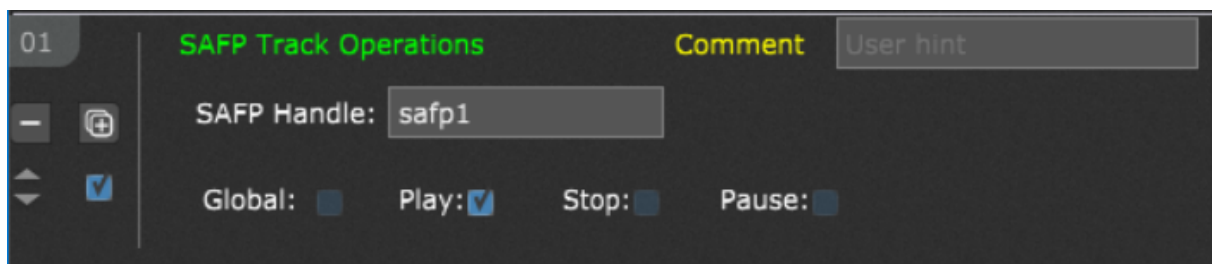 01 SAFP Track Operations Comment User hint
SAFP Handle: safp1
Global: Play: Stop: Pause: